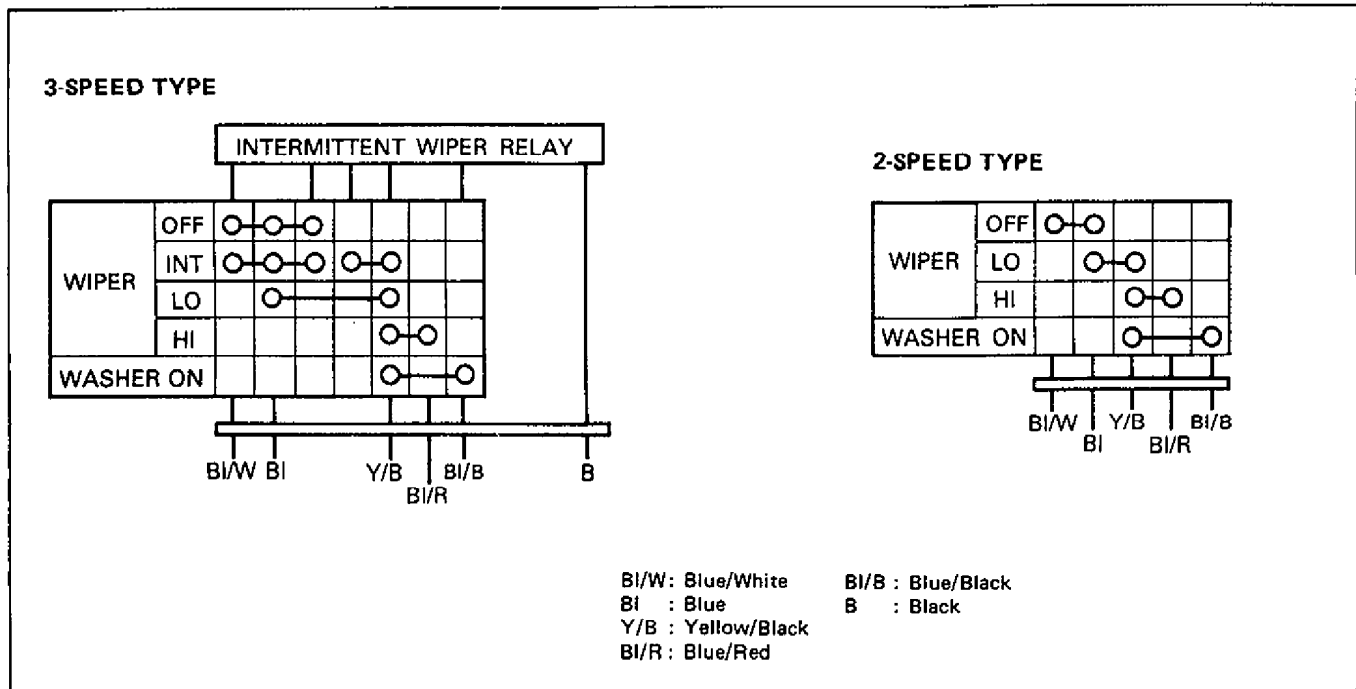 3-SPEED TYPE
INTERMITTENT WIPER RELAY
WIPER
OFF
INT
LO
HI
WASHER ON
Bl/W Bl Y/B Bl/R Bl/B B
2-SPEED TYPE
WIPER
OFF
LO
HI
WASHER ON
Bl/W Bl Y/B Bl/R Bl/B
Bl/W: Blue/White
Bl : Blue
Y/B : Yellow/Black
Bl/R : Blue/Red
Bl/B : Blue/Black
B : Black